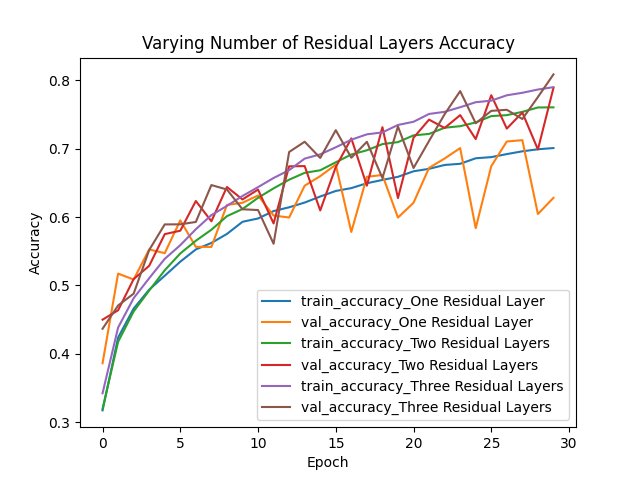 Varying Number of Residual Layers Accuracy
0.8
0.7
0.6
0.5
0.4
0.3
Accuracy
train_accuracy_One Residual Layer
val_accuracy_One Residual Layer
train_accuracy_Two Residual Layers
val_accuracy_Two Residual Layers
train_accuracy_Three Residual Layers
val_accuracy_Three Residual Layers
0 5 10 15 20 25 30
Epoch